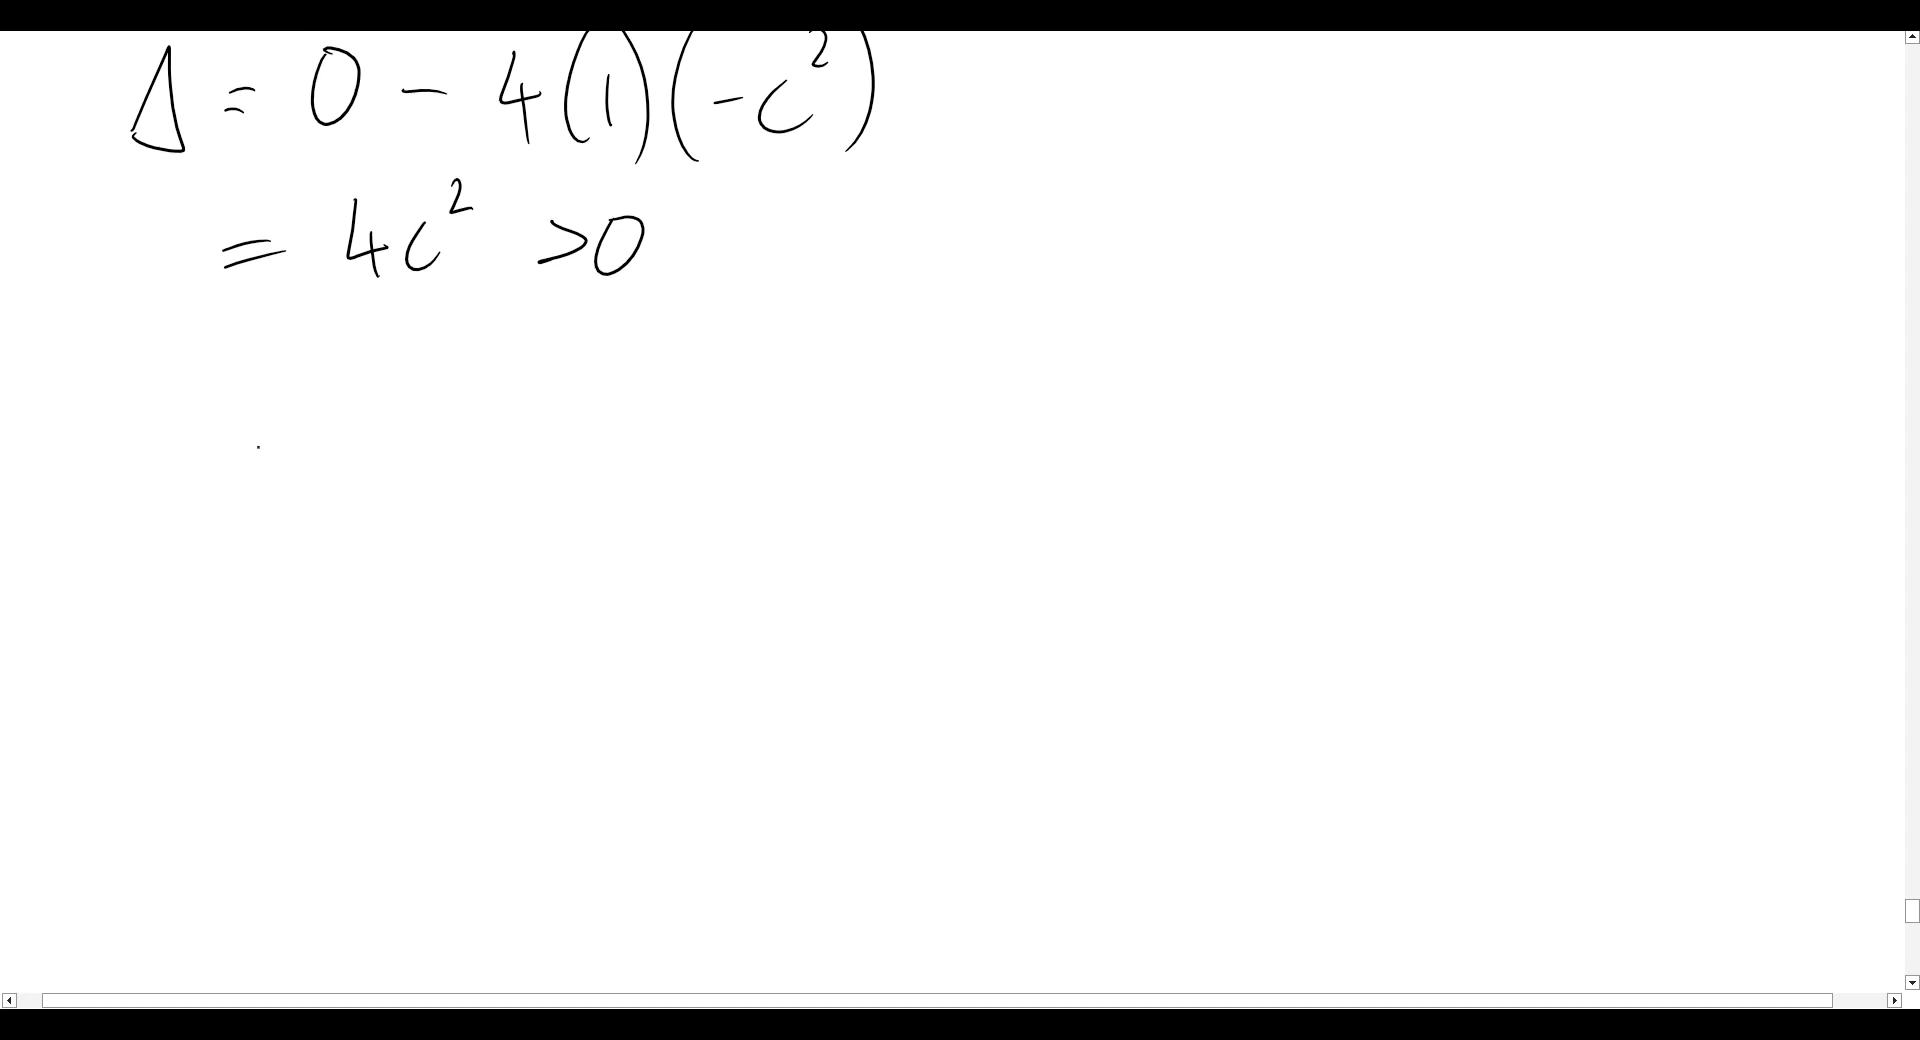 Δ = 0 - 4(1)(-c²)
= 4c² >0